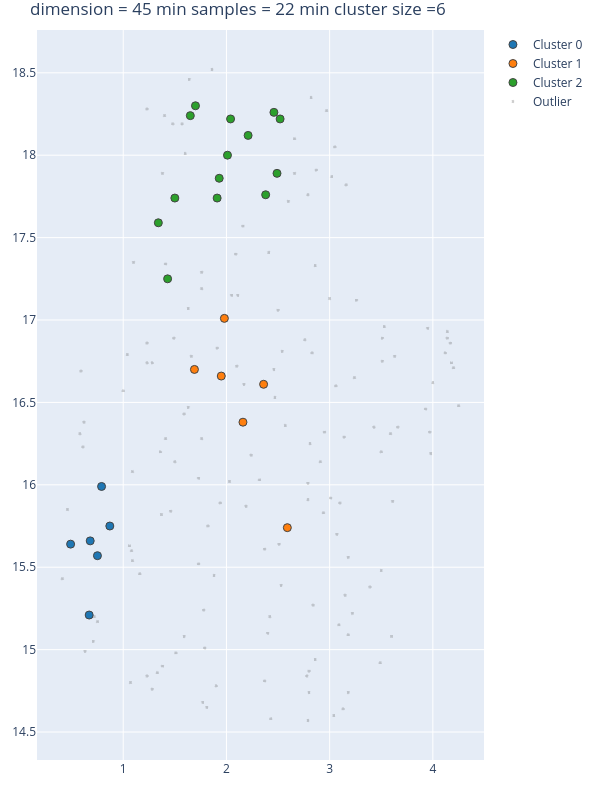 dimension = 45 min samples = 22 min cluster size =6
Cluster 0
Cluster 1
Cluster 2
Outlier
18.5
18
17.5
17
16.5
16
15.5
15
14.5
1
2
3
4